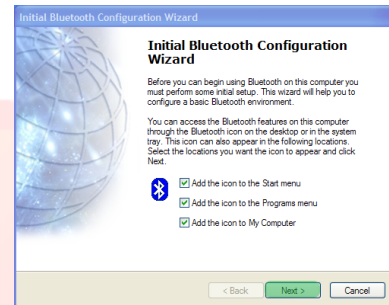 Initial Bluetooth Configuration Wizard
Initial Bluetooth Configuration
Wizard
Before you can begin using Bluetooth on this computer you
must perform some initial setup. This wizard will help you to
configure a basic Bluetooth environment.
You can access the Bluetooth features on this computer
through the Bluetooth icon on the desktop or in the system
tray. This icon can also appear in the following locations.
Select the locations you want the icon to appear and click
Next.
Add the icon to the Start menu
Add the icon to the Programs menu
Add the icon to My Computer
< Back Next > Cancel